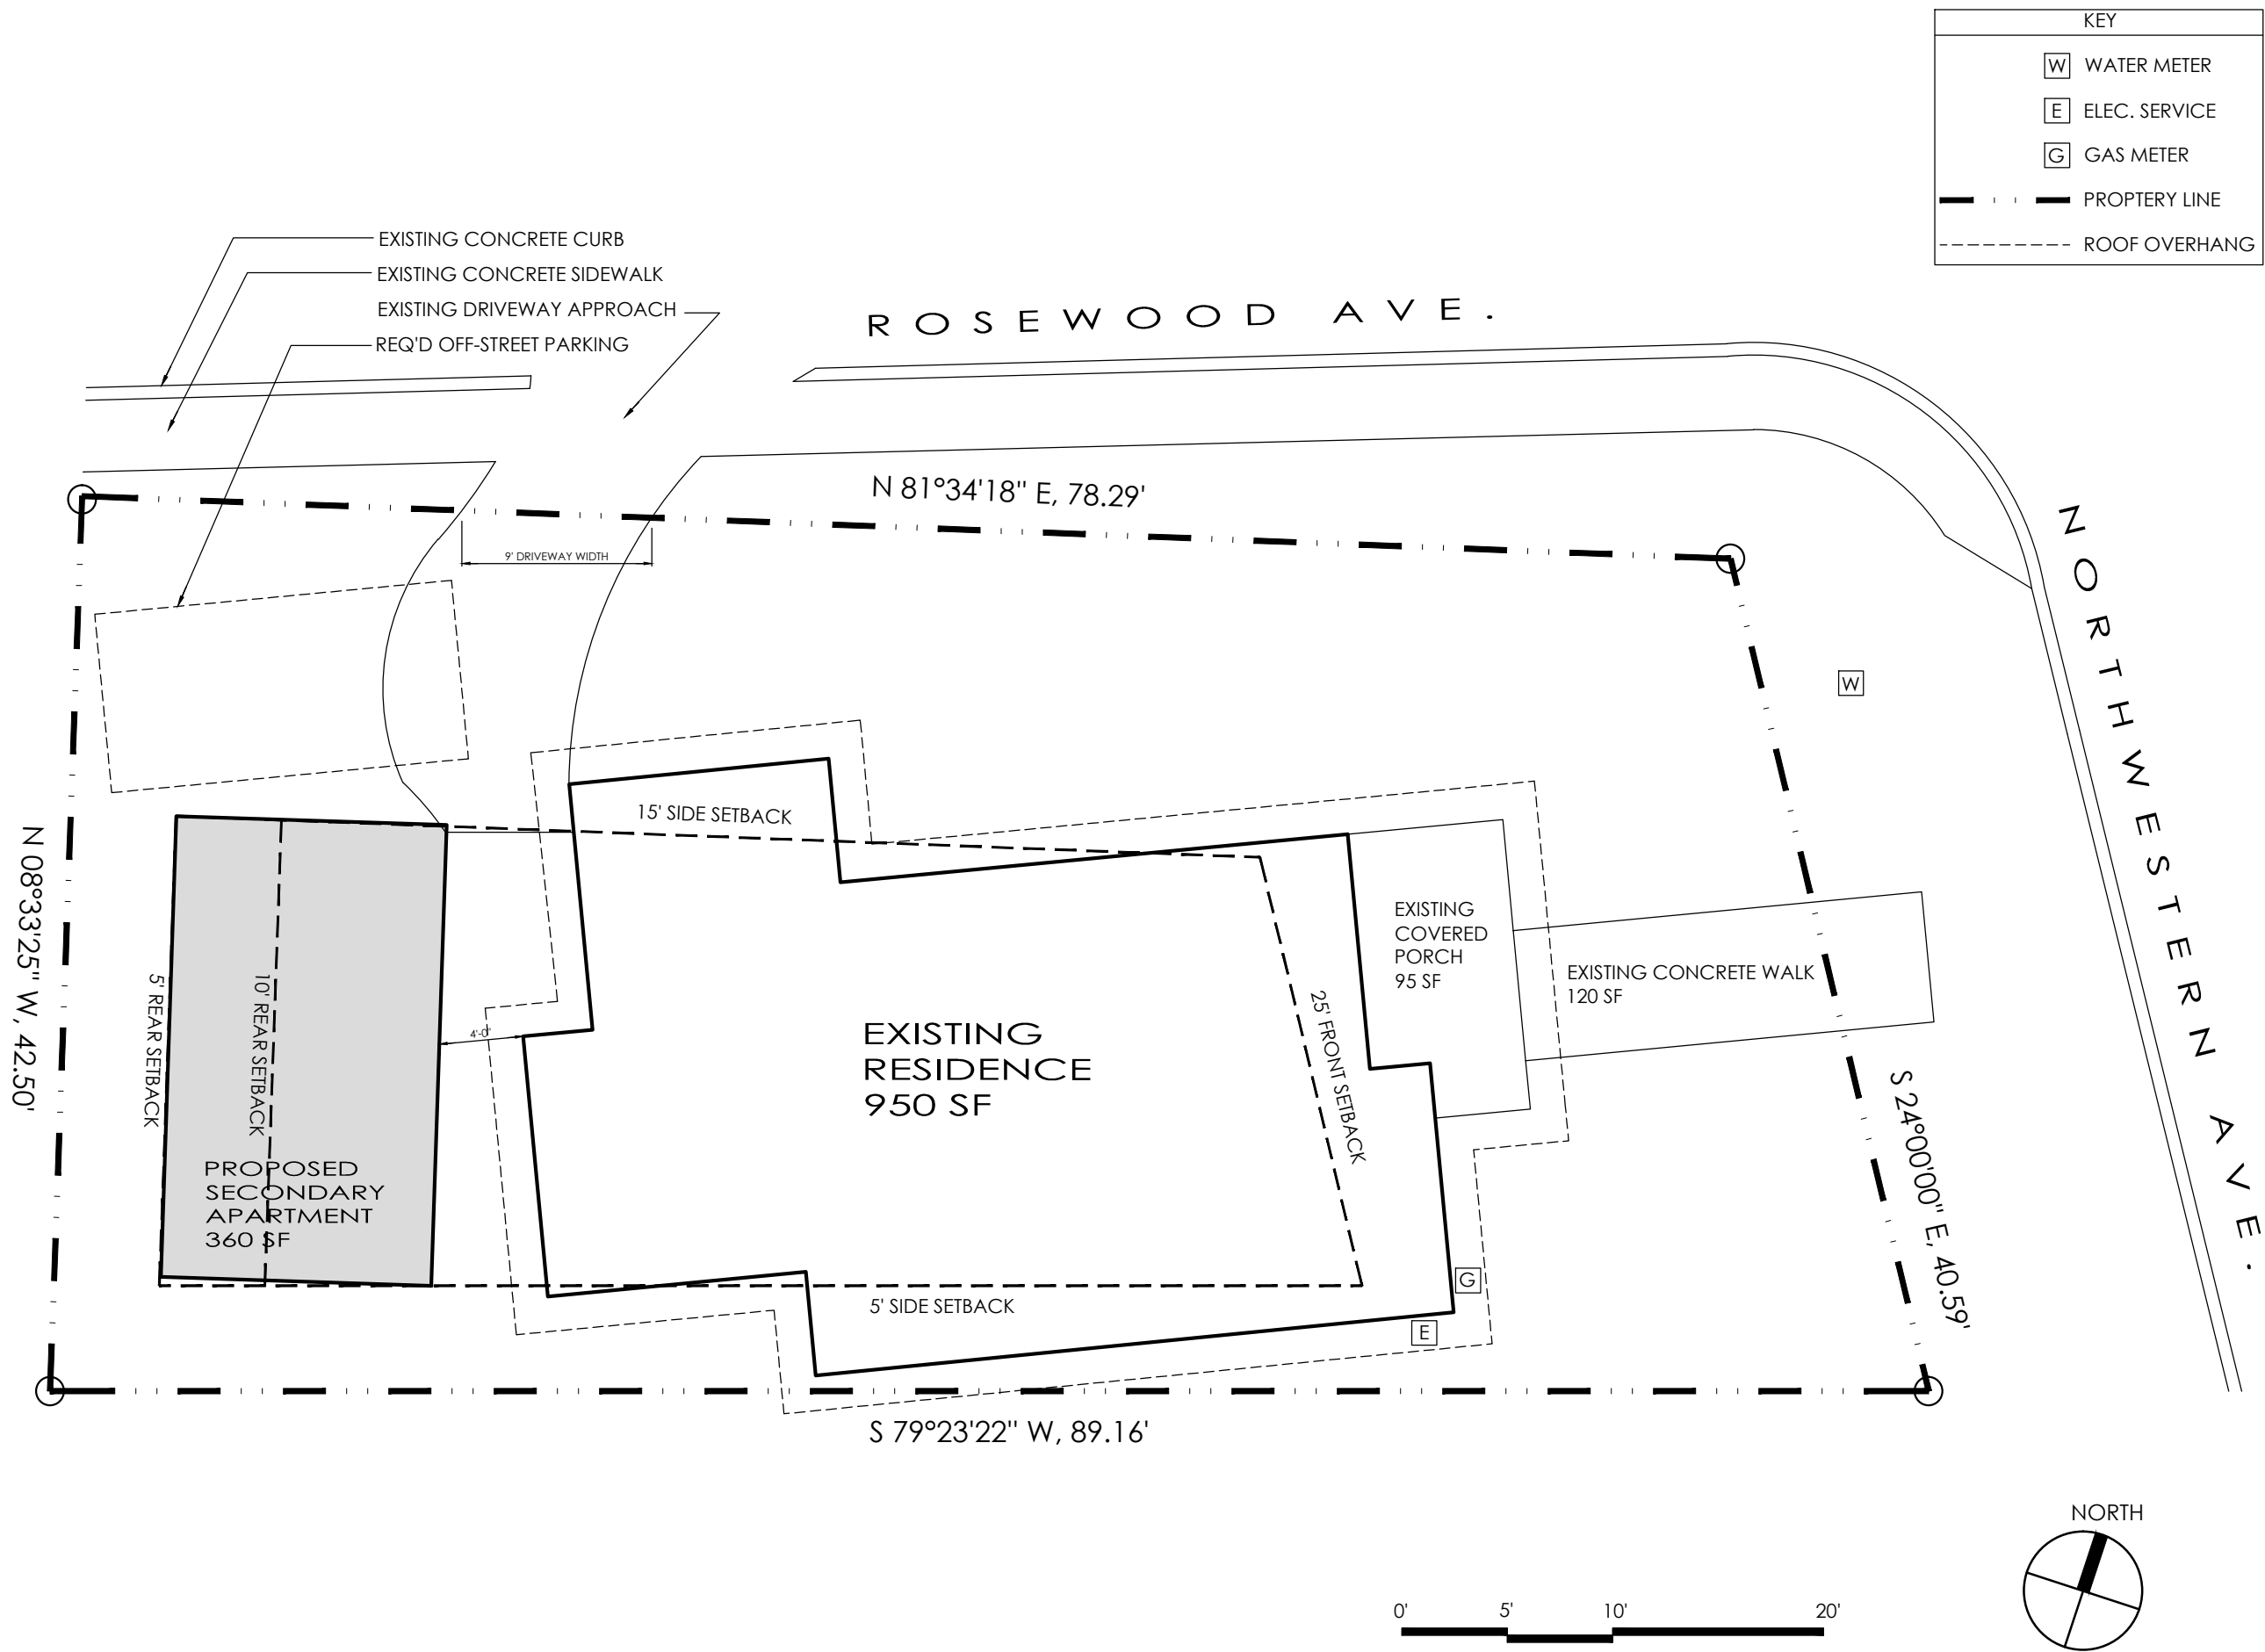 KEY
W WATER METER
E ELEC. SERVICE
G GAS METER
PROPTERY LINE
ROOF OVERHANG
EXISTING CONCRETE CURB
EXISTING CONCRETE SIDEWALK
EXISTING DRIVEWAY APPROACH
REQ'D OFF-STREET PARKING
ROSEWOOD AVE.
NORTHWESTERN AVE.
N 81°34'18" E, 78.29'
9' DRIVEWAY WIDTH
W
15' SIDE SETBACK
N 08°33'25" W, 42.50'
5' REAR SETBACK
10' REAR SETBACK
4'-0"
EXISTING
COVERED
PORCH
95 SF
EXISTING CONCRETE WALK
120 SF
25' FRONT SETBACK
EXISTING
RESIDENCE
950 SF
S 24°00'00" E, 40.59'
PROPOSED
SECONDARY
APARTMENT
360 SF
G
5' SIDE SETBACK
E
S 79°23'22" W, 89.16'
NORTH
0' 5' 10' 20'